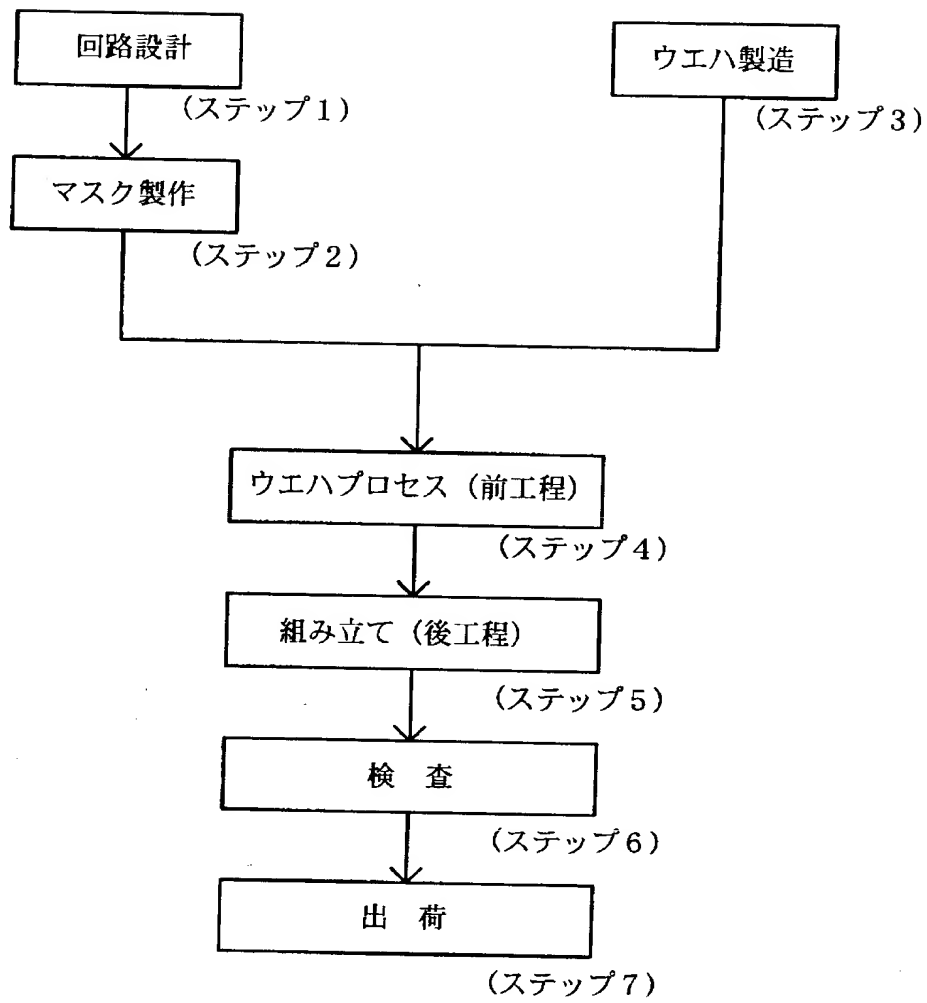 回路設計
(ステップ1)
マスク製作
(ステップ2)
ウエハ製造
(ステップ3)
ウエハプロセス(前工程)
(ステップ4)
組み立て(後工程)
(ステップ5)
検 査
(ステップ6)
出 荷
(ステップ7)